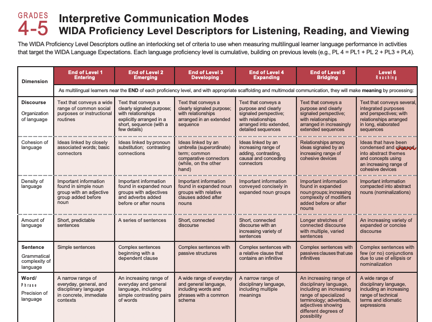 GRADES
4-5
Interpretive Communication Modes
WIDA Proficiency Level Descriptors for Listening, Reading, and Viewing
The WIDA Proficiency Level Descriptors outline an interlocking set of criteria to use when measuring multilingual learner language performance in activities
that target the WIDA Language Expectations. Each language proficiency level is cumulative, building on previous levels (e.g., PL 4 = PL1 + PL 2 + PL3 + PL4).
Dimension
End of Level 1
Entering
End of Level 2
Emerging
End of Level 3
Developing
End of Level 4
Expanding
End of Level 5
Bridging
Level 6
R e a c h i n g
As multilingual learners near the END of each proficiency level, and with appropriate scaffolding and multimodal communication, they will make meaning by processing:
Discourse
Organization
of language
Text that conveys a wide
range of common social
purposes or instructional
routines
Text that conveys a
clearly signaled purpose;
with relationships
explicitly arranged in a
short, sequence (with a
few details)
Text that conveys a
clearly signaled purpose;
with relationships
arranged in an extended
sequence
Text that conveys a
purpose and clearly
signaled perspective;
with relationships
arranged into extended,
detailed sequences
Text that conveys a
purpose and clearly
signaled perspective;
with relationships
arranged in increasingly
extended sequences
Text that conveys several,
integrated purposes
and perspectives; with
relationships arranged
in long, elaborated
sequences
Cohesion of
language
Ideas linked by closely
associated words; basic
connectors
Ideas linked by pronoun
substitution; contrasting
connections
Ideas linked by an
umbrella (superordinate)
term; common
comparative connectors
(while, on the other
hand)
Ideas linked by an
increasing range of
adding, contrasting,
causal and conceding
connectors
Relationships among
ideas signaled by an
increasing range of
cohesive devices
Ideas that have been
condensed and
into abstract themes
and concepts using
an increasing range of
cohesive devices
Density of
language
Important information
found in simple noun
group with an adjective
group added before
noun
Important information
found in expanded noun
groups with adjectives
and adverbs added
before or after nouns
Important information
found in expanded noun
groups with relative
clauses added after
nouns
Important information
conveyed concisely in
expanded noun groups
Important information
found in expanded
noun groups; increasing
complexity of modifiers
added before or after
nouns
Important information
compacted into abstract
nouns (nominalizations)
Amount of
language
Short, predictable
sentences
A series of sentences
Short, connected
discourse
Short, connected
discourse with an
increasing variety of
sentences
Longer stretches of
connected discourse
with multiple, varied
sentences
An increasing variety of
expanded or concise
discourse
Sentence
Grammatical
complexity of
language
Simple sentences
Complex sentences
beginning with a
dependent clause
Complex sentences with
passive structures
Complex sentences with
a relative clause that
contains an infinitive
Complex sentences with
passive clauses that use
infinitives
Complex sentences with
few (or no) conjunctions
due to use of ellipsis or
nominalization
Word/
P h r a s e
Precision of
language
A narrow range of
everyday, general, and
disciplinary language
in concrete, immediate
contexts
An increasing range of
everyday and general
language, including
simple contrasting pairs
of words
A wide range of everyday
and general language,
including words and
phrases with a common
schema
A narrow range of
disciplinary language,
including multiple
meanings
An increasing range of
disciplinary language,
including an increasing
range of specialized
terminology; adverbials,
adjectives showing
different degrees of
possibility
A wide range of
disciplinary language,
including an increasing
range of technical
terms and idiomatic
expressions